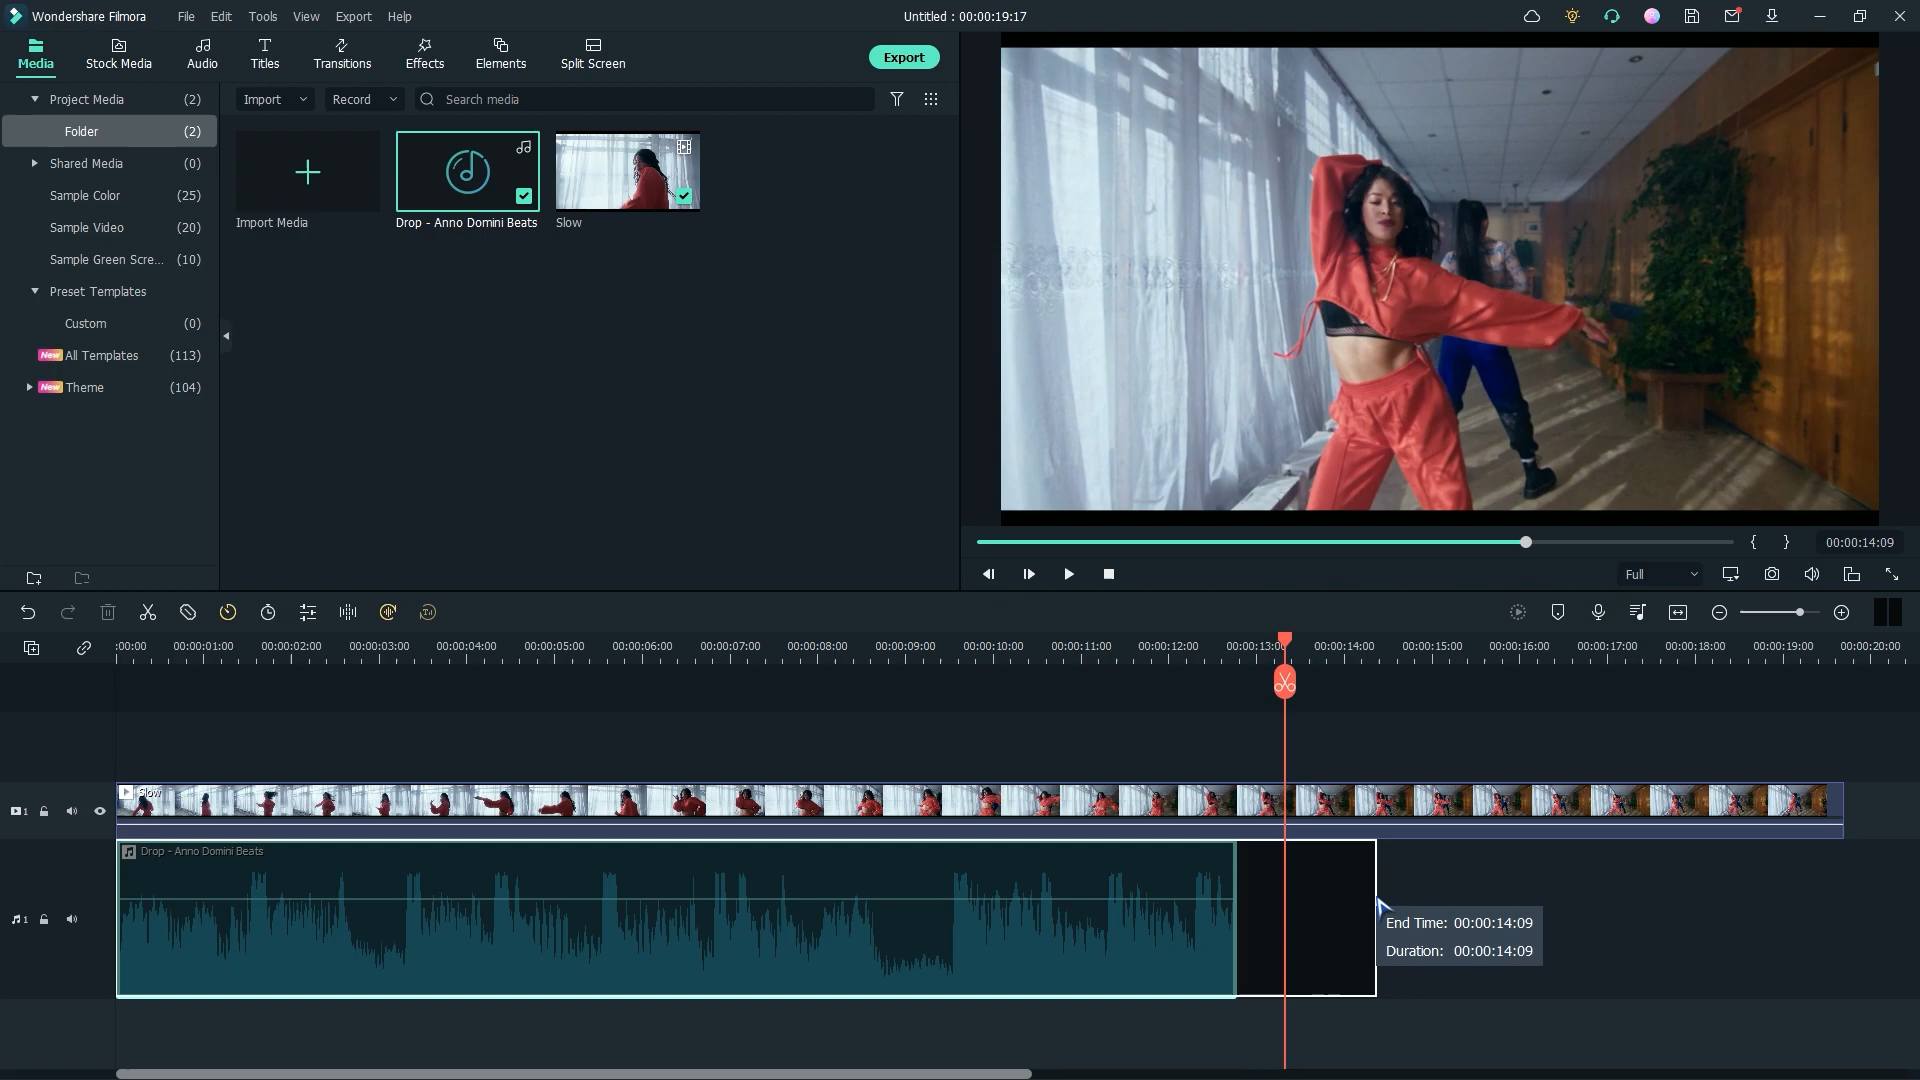 Wondershare Filmora File Edit Tools View Export Help Untitled : 00:00:19:17
Media Stock Media Audio Titles Transitions Effects Elements Split Screen Export
Project Media (2)
Folder (2)
Shared Media (0)
Sample Color (25)
Sample Video (20)
Sample Green Scre... (10)
Preset Templates
Custom (0)
New All Templates (113)
New Theme (104)
Import Record Search media
Import Media Drop - Anno Domini Beats Slow
{ } 00:00:14:09
Full
:00:00 00:00:01:00 00:00:02:00 00:00:03:00 00:00:04:00 00:00:05:00 00:00:06:00 00:00:07:00 00:00:08:00 00:00:09:00 00:00:10:00 00:00:11:00 00:00:12:00 00:00:13:00 00:00:14:00 00:00:15:00 00:00:16:00 00:00:17:00 00:00:18:00 00:00:19:00 00:00:20:00
Slow
1
Drop - Anno Domini Beats
1
End Time: 00:00:14:09
Duration: 00:00:14:09